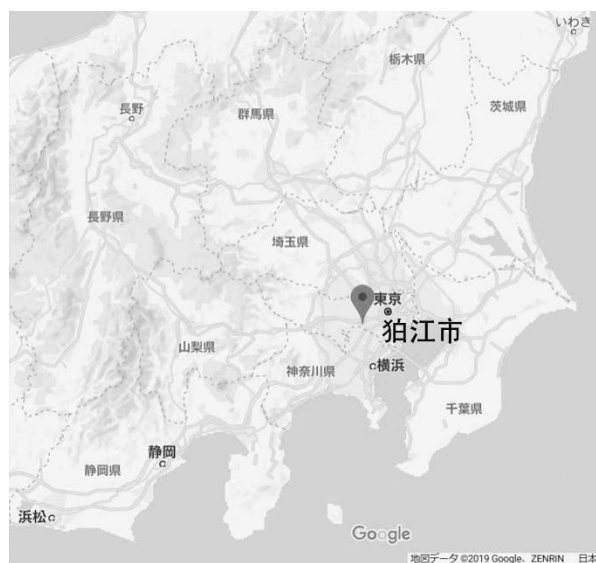 いわき
栃木県
長野
群馬県
茨城県
長野県
埼玉県
東京
狛江市
山梨県
神奈川県
横浜
千葉県
静岡
静岡県
浜松
Google
地図データ ©2019 Google、ZENRIN 日本